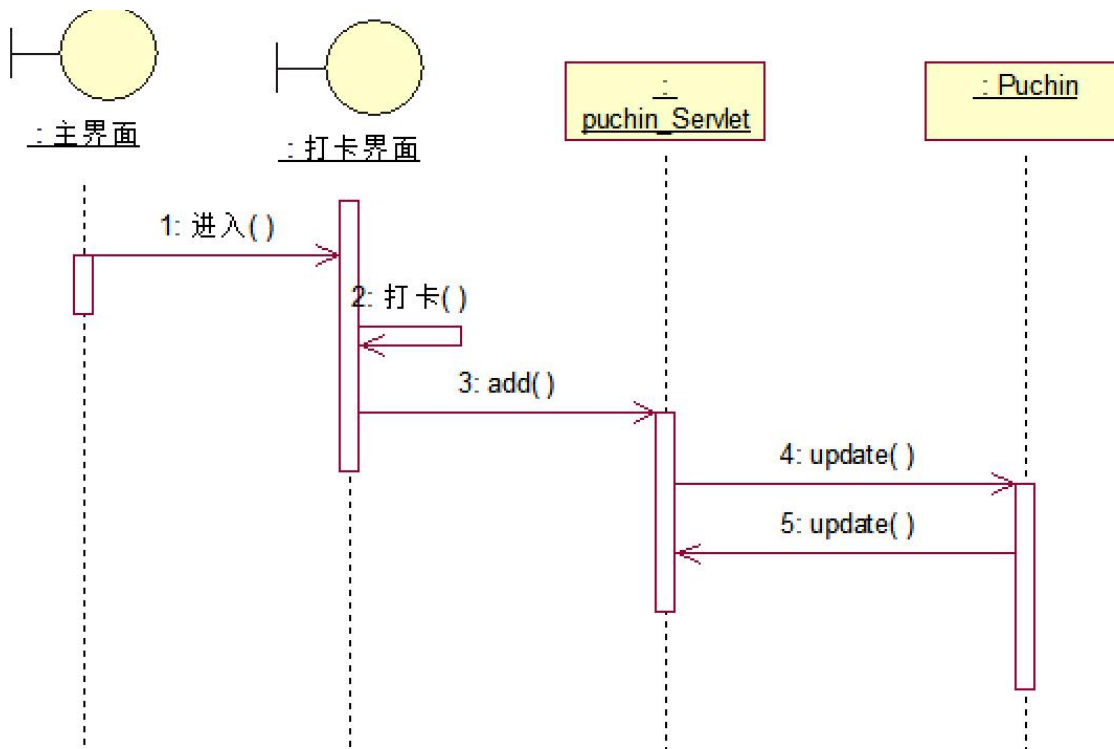 : 主界面
: 打卡界面
:
puchin_Servlet
: Puchin
1: 进入( )
2: 打卡( )
3: add( )
4: update( )
5: update( )